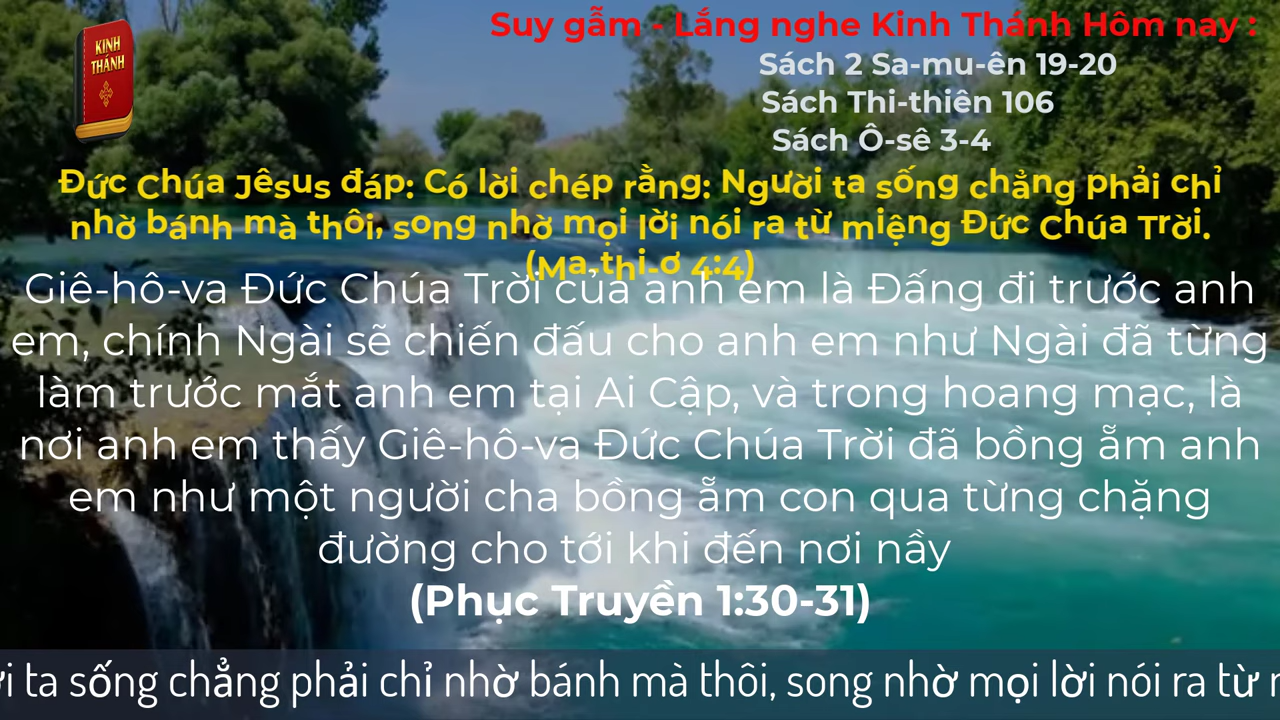 KINH
THÁNH
Suy gẫm - Lắng nghe Kinh Thánh Hôm nay :
Sách 2 Sa-mu-ên 19-20
Sách Thi-thiên 106
Sách Ô-sê 3-4
Đức Chúa Jêsus đáp: Có lời chép rằng: Người ta sống chẳng phải chỉ
nhờ bánh mà thôi, song nhờ mọi lời nói ra từ miệng Đức Chúa Trời.
(Ma-thi-ơ 4:4)
Giê-hô-va Đức Chúa Trời của anh em là Đấng đi trước anh
em, chính Ngài sẽ chiến đấu cho anh em như Ngài đã từng
làm trước mắt anh em tại Ai Cập, và trong hoang mạc, là
nơi anh em thấy Giê-hô-va Đức Chúa Trời đã bồng ẵm anh
em như một người cha bồng ẵm con qua từng chặng
đường cho tới khi đến nơi nầy
(Phục Truyền 1:30-31)
ta sống chẳng phải chỉ nhờ bánh mà thôi, song nhờ mọi lời nói ra từ